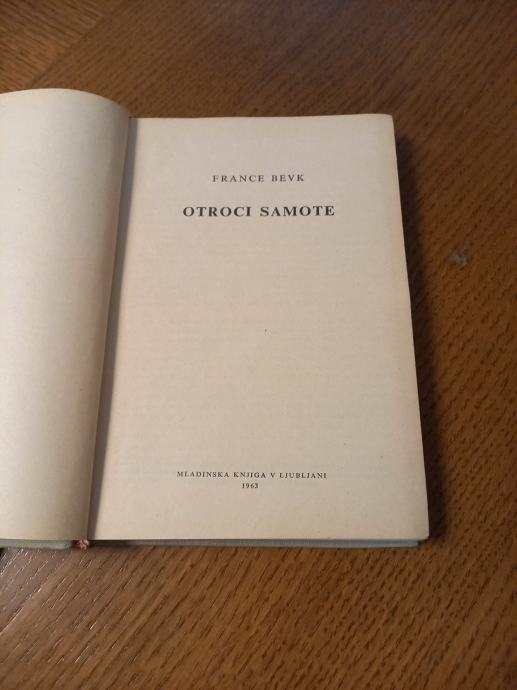 FRANCE BEVK
OTROCI SAMOTE
MLADINSKA KNJIGA V LJUBLJANI
1963